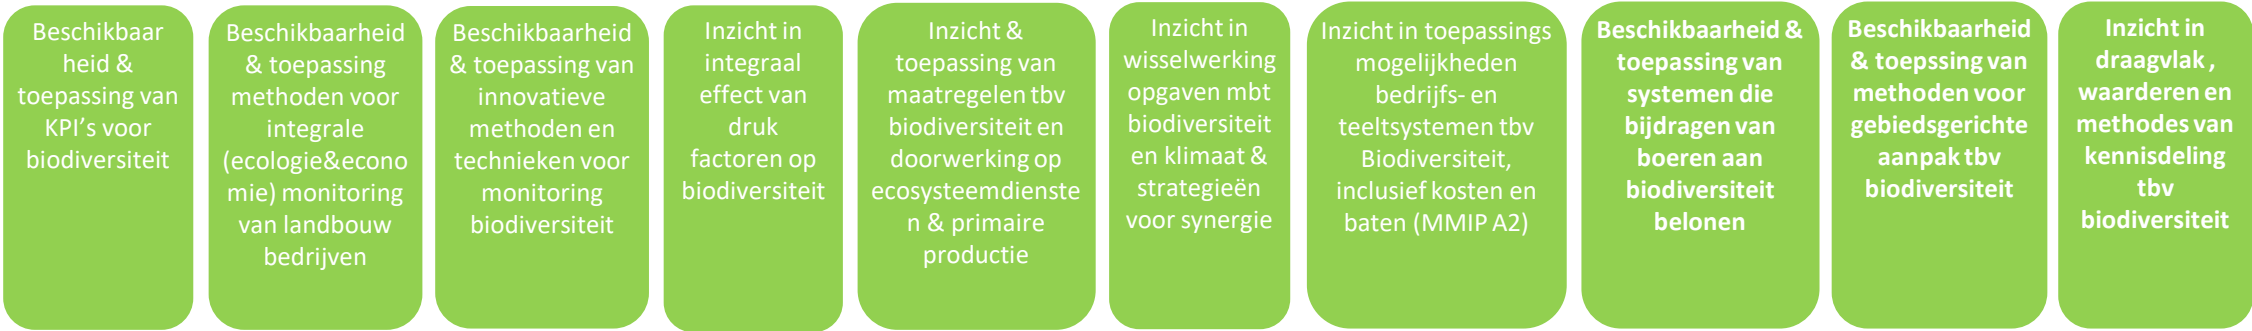 Beschikbaar
heid &
toepassing van
KPI's voor
biodiversiteit
Beschikbaarheid
& toepassing
methoden voor
integrale
(ecologie&econo
mie) monitoring
van landbouw
bedrijven
Beschikbaarheid
& toepassing van
innovatieve
methoden en
technieken voor
monitoring
biodiversiteit
Inzicht in
integraal
effect van
druk
factoren op
biodiversiteit
Inzicht &
toepassing van
maatregelen tbv
biodiversiteit en
doorwerking op
ecosysteemdienste
n & primaire
productie
Inzicht in
wisselwerking
opgaven mbt
biodiversiteit
en klimaat &
strategieën
voor synergie
Inzicht in toepassings
mogelijkheden
bedrijfs- en
teeltsystemen tbv
Biodiversiteit,
inclusief kosten en
baten (MMIP A2)
Beschikbaarheid &
toepassing van
systemen die
bijdragen van
boeren aan
biodiversiteit
belonen
Beschikbaarheid
& toepssing van
methoden voor
gebiedsgerichte
aanpak tbv
biodiversiteit
Inzicht in
draagvlak ,
waarderen en
methodes van
kennisdeling
tbv
biodiversiteit